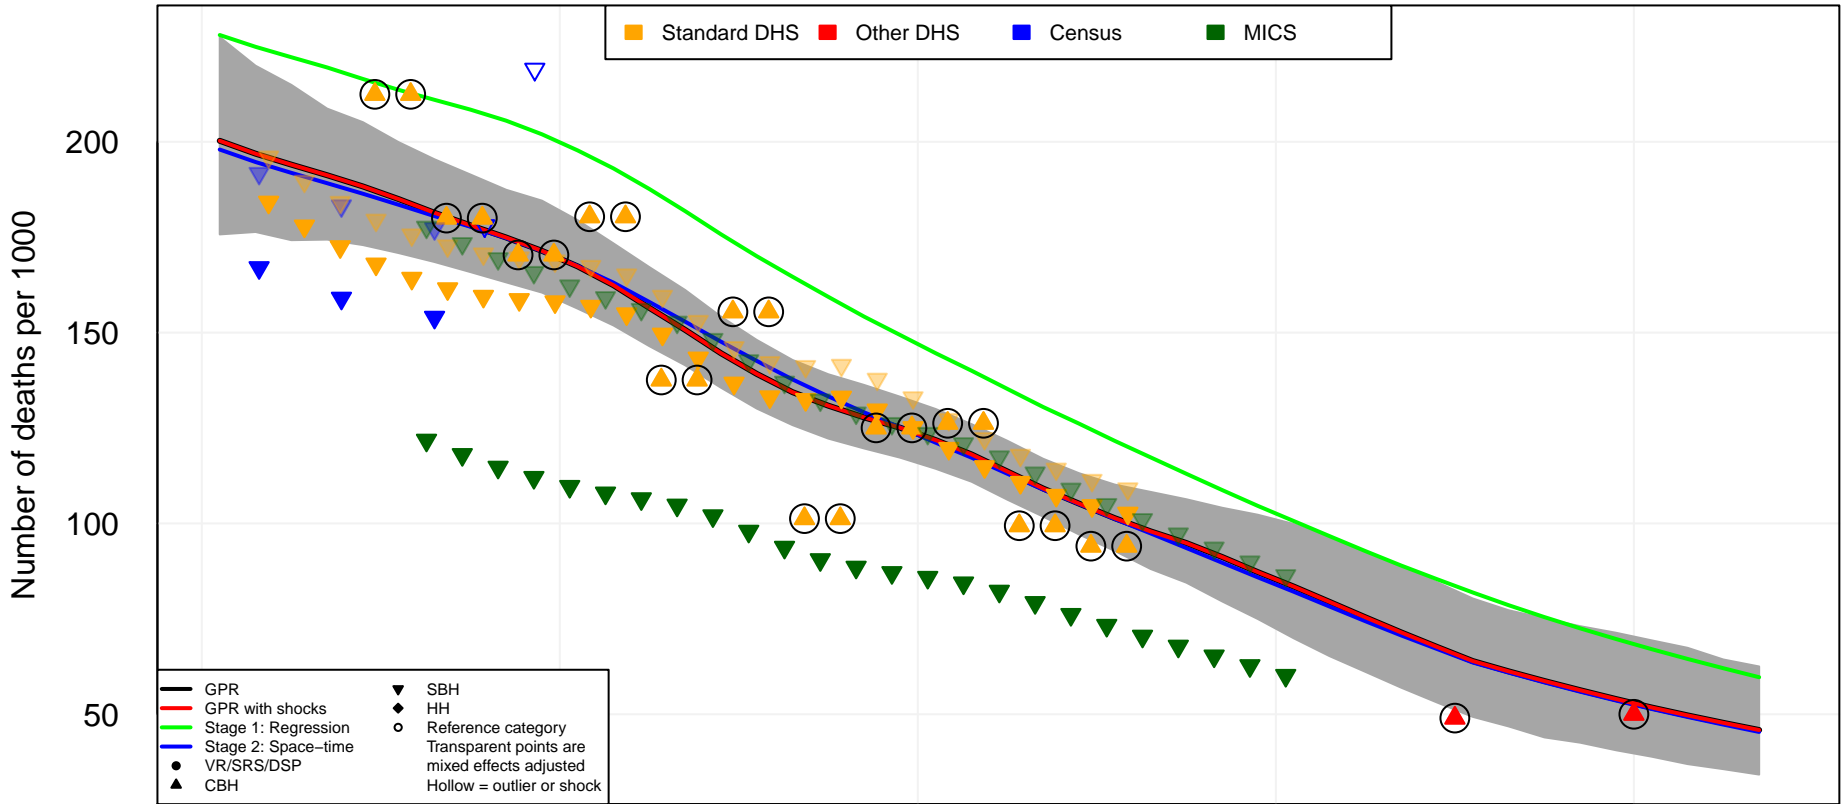 Standard DHS Other DHS Census MICS
Number of deaths per 1000
200
150
100
50
GPR
GPR with shocks
Stage 1: Regression
Stage 2: Space−time
VR/SRS/DSP
CBH
SBH
HH
Reference category
Transparent points are
mixed effects adjusted
Hollow = outlier or shock